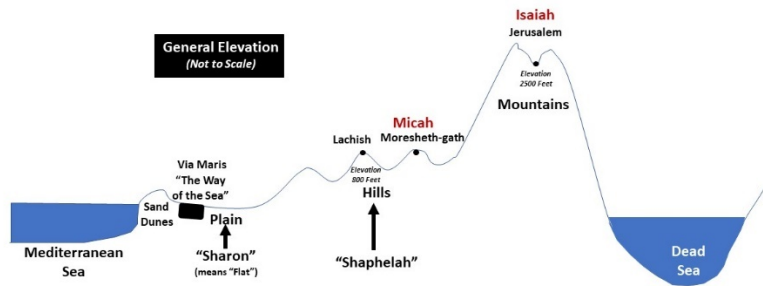 General Elevation
(Not to Scale)
Isaiah
Jerusalem
Elevation
2500 Feet
Mountains
Micah
Moresheth-gath
Lachish
Elevation
800 Feet
Hills
"Shaphelah"
Via Maris
"The Way
of the Sea"
Sand
Dunes
Plain
"Sharon"
(means "Flat")
Mediterranean
Sea
Dead
Sea